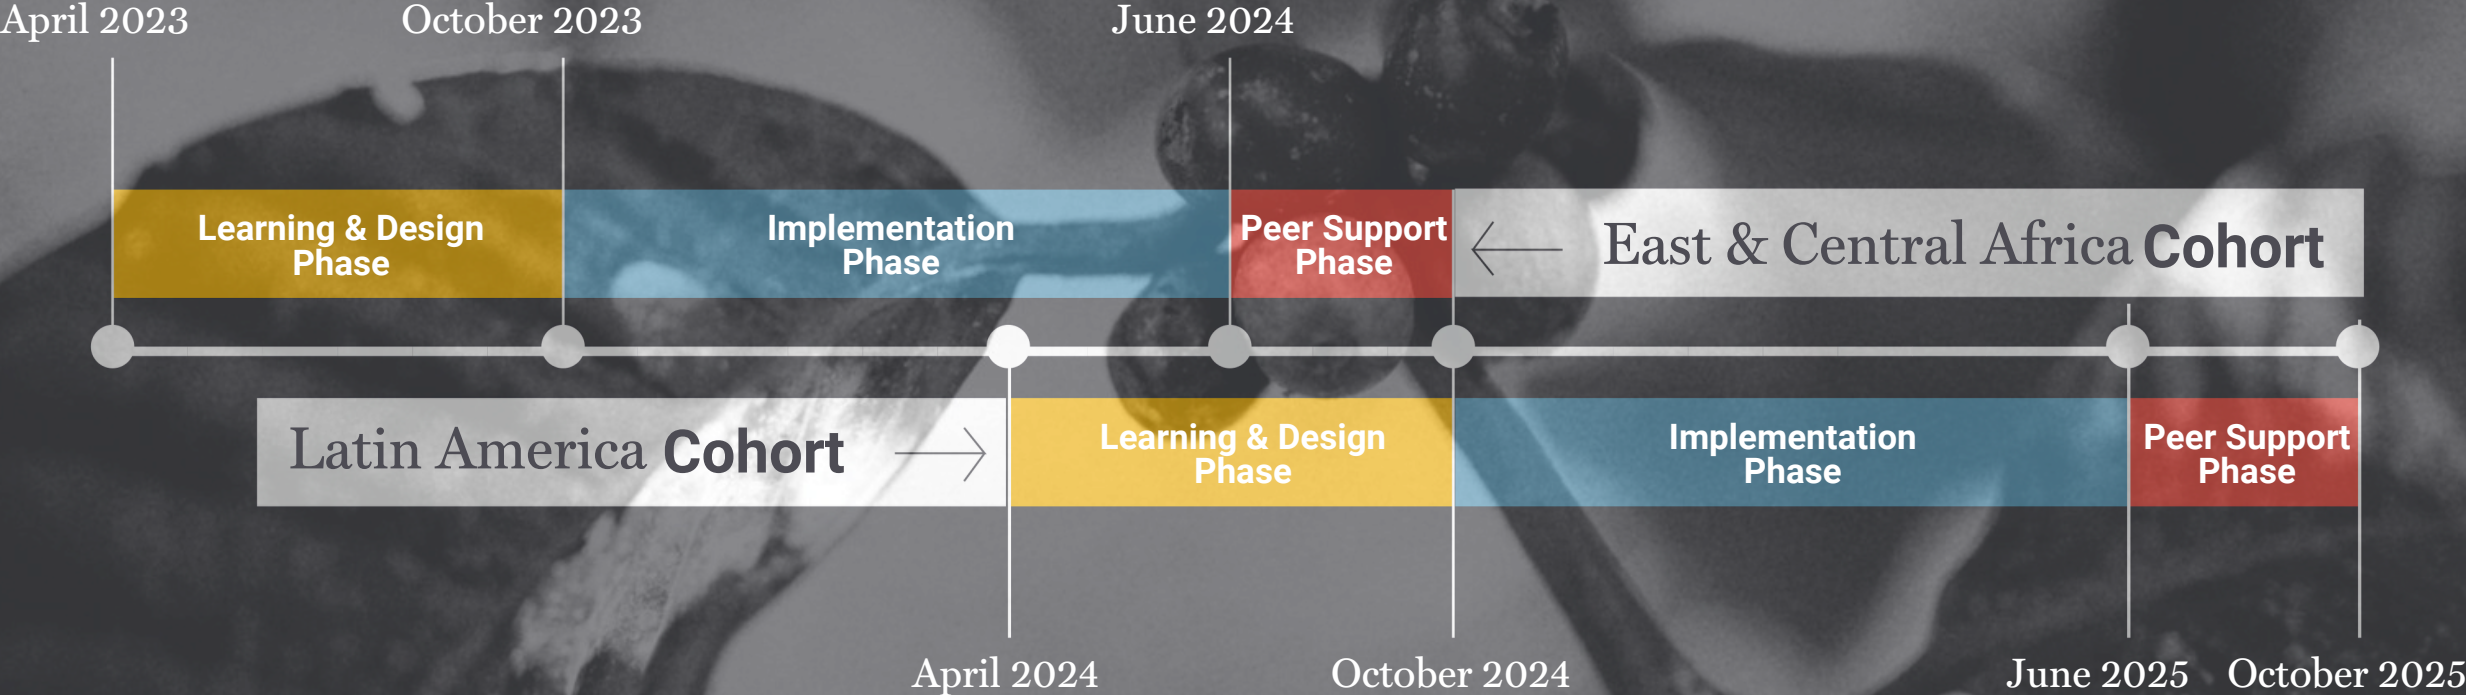 April 2023
October 2023
June 2024
Learning & Design
Phase
Implementation
Phase
Peer Support
Phase
East & Central Africa Cohort
Latin America Cohort
Learning & Design
Phase
Implementation
Phase
Peer Support
Phase
April 2024
October 2024
June 2025
October 2025